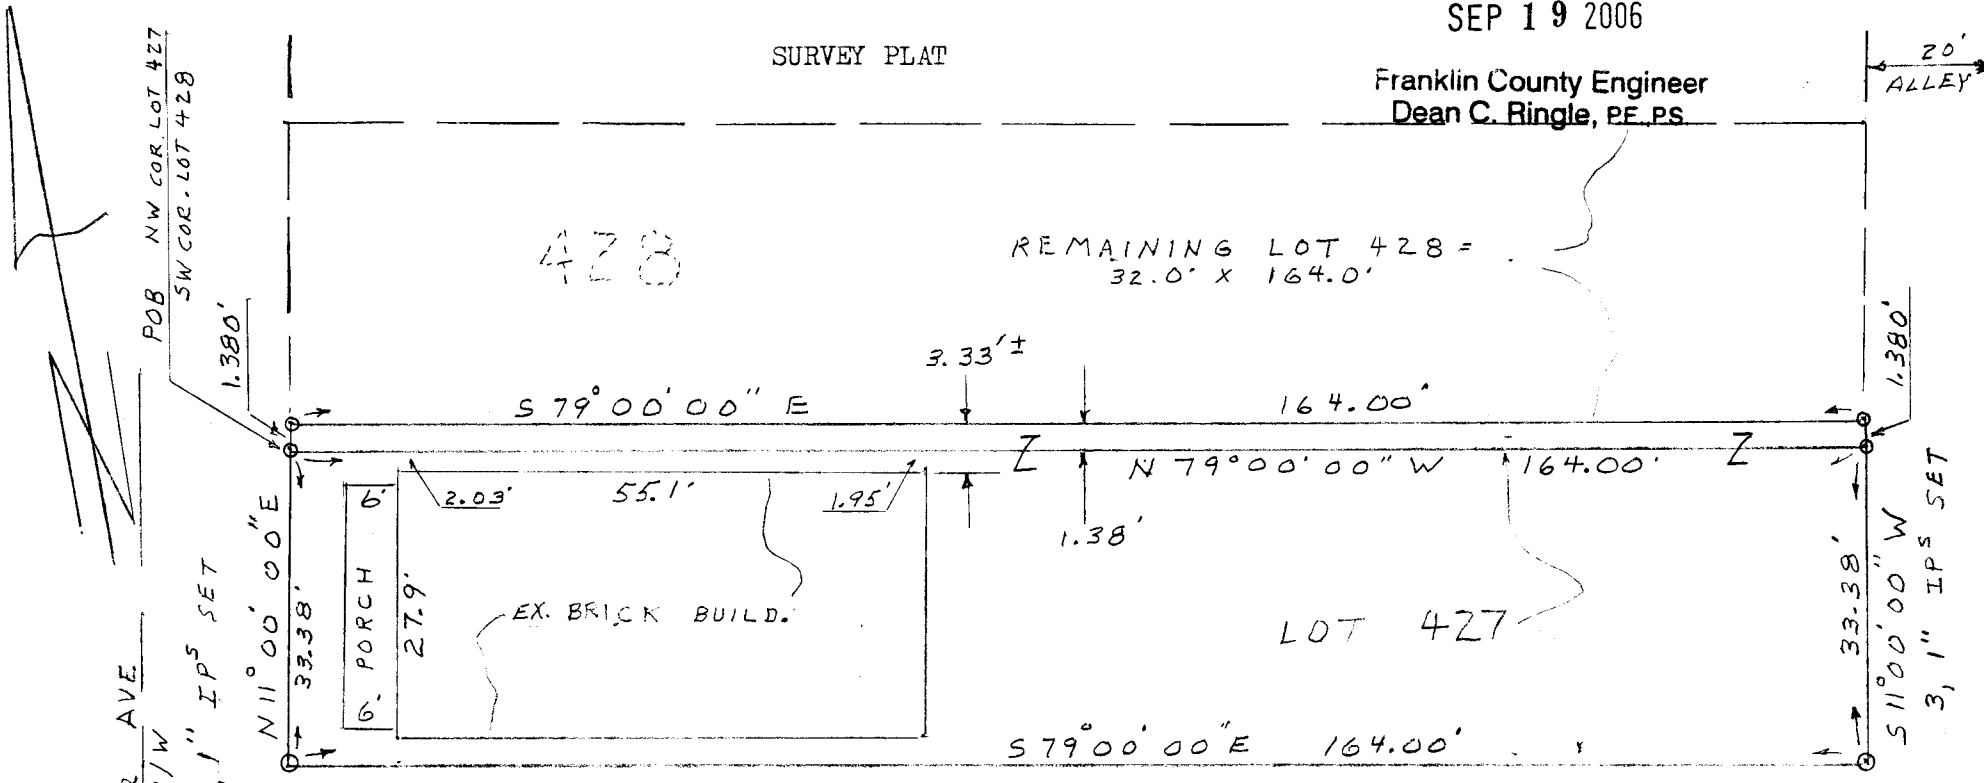 SEP 19 2006
SURVEY PLAT
Franklin County Engineer
Dean C. Ringle, PE.,PS
20'
ALLEY
POB NW COR LOT 427
SW COR. LOT 428
428
REMAINING LOT 428 =
32.0' X 164.0'
1.380'
3.33'±
1.380'
S 79° 00' 00" E
164.00'
Z
N 79° 00' 00" W
164.00'
Z
2.03'
55.1'
1.95'
1.38'
N 11° 00' 00" E
33.38'
6' PORCH 6'
27.9'
EX. BRICK BUILD.
LOT 427
33.38'
S 11° 00' 00" W
3, 1" IPS SET
AVE.
/W
1" IPS SET
S 79° 00' 00" E
164.00'